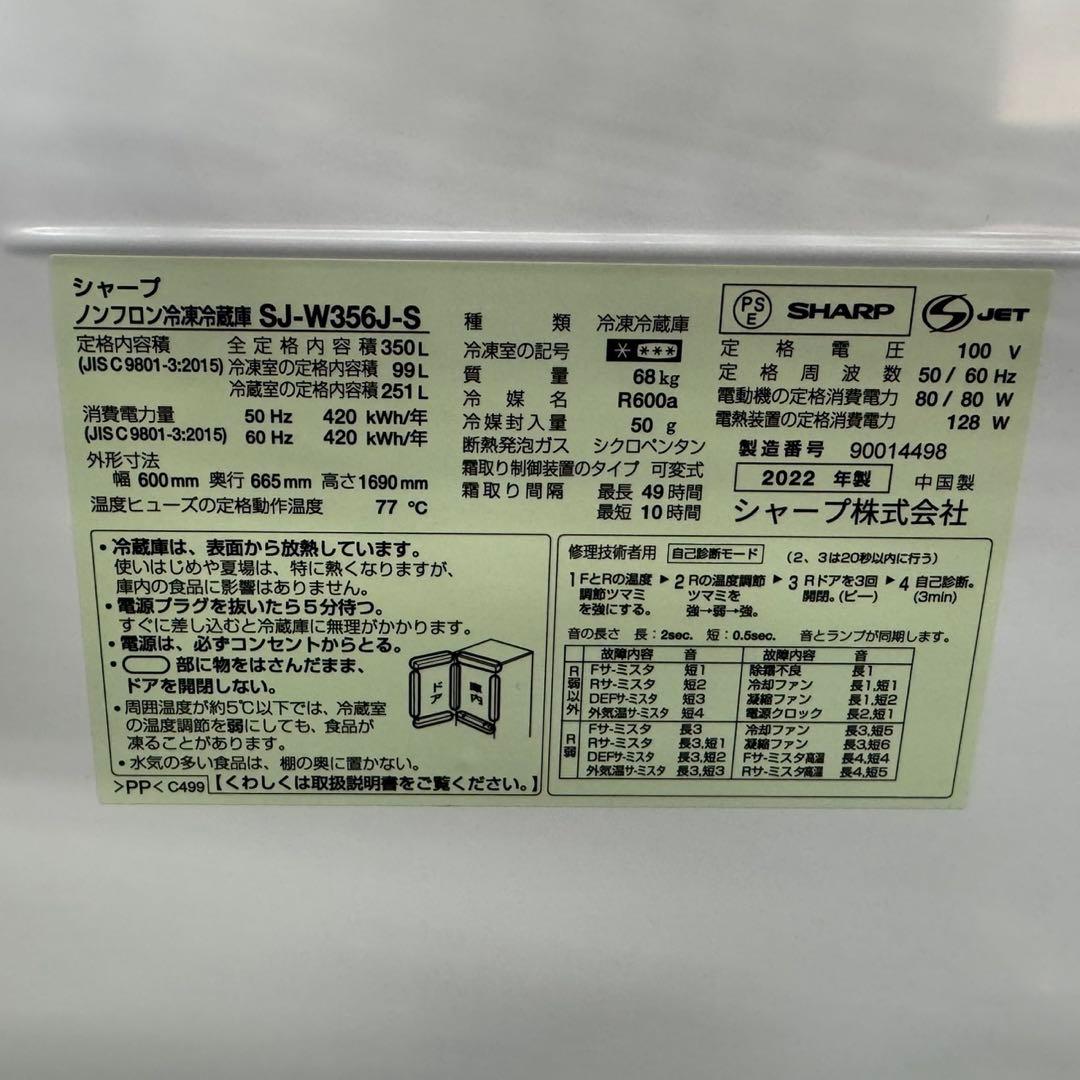 シャープ
ノンフロン冷凍冷蔵庫 SJ-W356J-S
定格内容積 全定格内容積 350 L
(JIS C 9801-3:2015) 冷凍室の定格内容積 99 L
冷蔵室の定格内容積 251 L
消費電力量 50 Hz 420 kWh/年
(JIS C 9801-3:2015) 60 Hz 420 kWh/年
外形寸法
幅 600 mm 奥行 665 mm 高さ 1690 mm
温度ヒューズの定格動作温度 77 ℃
種類 冷凍冷蔵庫
冷凍室の記号 * ***
質量 68 kg
冷媒名 R600a
冷媒封入量 50 g
断熱発泡ガス シクロペンタン
霜取り制御装置のタイプ 可変式
霜取り間隔 最長 49 時間
最短 10 時間
PS E SHARP S JET
定格電圧 100 V
定格周波数 50 / 60 Hz
電動機の定格消費電力 80 / 80 W
電熱装置の定格消費電力 128 W
製造番号 90014498
2022 年製 中国製
シャープ株式会社
・冷蔵庫は、表面から放熱しています。
使いはじめや夏場は、特に熱くなりますが、
庫内の食品に影響はありません。
・電源プラグを抜いたら5分待つ。
すぐに差し込むと冷蔵庫に無理がかかります。
・電源は、必ずコンセントからとる。
・部に物をはさんだまま、
ドアを開閉しない。
・周囲温度が約5℃以下では、冷蔵室
の温度調節を弱にしても、食品が
凍ることがあります。
・水気の多い食品は、棚の奥に置かない。
ドア 庫内
>PP< C499 【くわしくは取扱説明書をご覧ください。】
修理技術者用 自己診断モード (2、3は20秒以内に行う)
1 FとRの温度調節ツマミを強にする。 ▶ 2 Rの温度調節ツマミを強→弱→強。 ▶ 3 Rドアを3回開閉。(ピー) ▶ 4 自己診断。(3min)
音の長さ 長:2sec. 短:0.5sec. 音とランプが同期します。
故障内容 音 故障内容 音
R弱以外 Fサーミスタ 短1 除霜不良 長1
Rサーミスタ 短2 冷却ファン 長1,短1
DEFサーミスタ 短3 凝縮ファン 長1,短2
外気温サーミスタ 短4 電源クロック 長2,短1
R弱 Fサーミスタ 長3 冷却ファン 長3,短5
Rサーミスタ 長3,短1 凝縮ファン 長3,短6
DEFサーミスタ 長3,短2 Fサーミスタ高温 長4,短4
外気温サーミスタ 長3,短3 Rサーミスタ高温 長4,短5